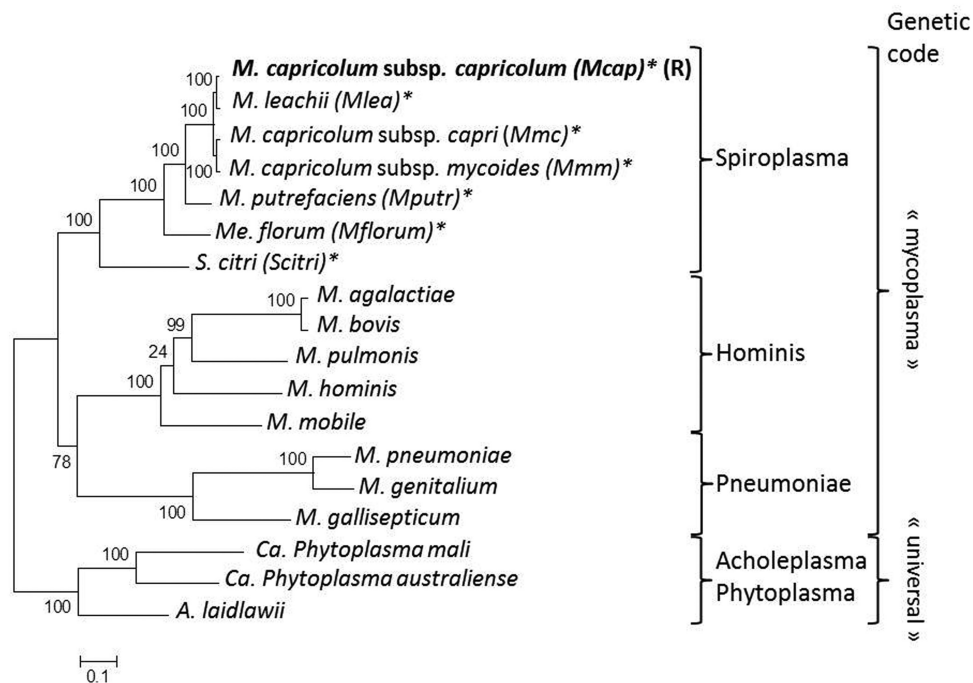 Genetic
code
M. capricolum subsp. capricolum (Mcap)* (R)
100
M. leachii (Mlea)*
100
M. capricolum subsp. capri (Mmc)*
100
M. capricolum subsp. mycoides (Mmm)*
100
M. putrefaciens (Mputr)*
100
Me. florum (Mflorum)*
100
S. citri (Scitri)*
Spiroplasma
« mycoplasma »
M. agalactiae
100
M. bovis
99
M. pulmonis
24
M. hominis
100
M. mobile
Hominis
M. pneumoniae
100
M. genitalium
78
M. gallisepticum
100
Pneumoniae
Ca. Phytoplasma mali
100
Ca. Phytoplasma australiense
A. laidlawii
100
Acholeplasma
Phytoplasma
« universal »
0.1